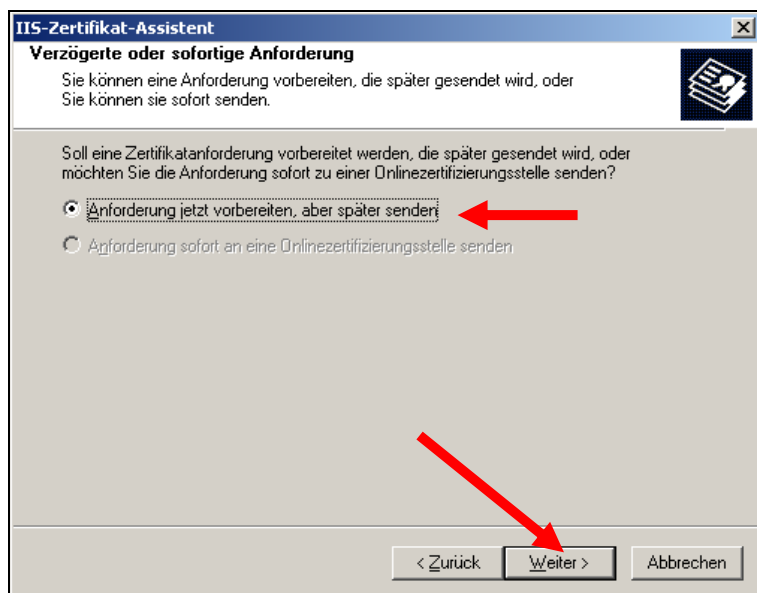 IIS-Zertifikat-Assistent
Verzögerte oder sofortige Anforderung
Sie können eine Anforderung vorbereiten, die später gesendet wird, oder
Sie können sie sofort senden.
Soll eine Zertifikatanforderung vorbereitet werden, die später gesendet wird, oder
möchten Sie die Anforderung sofort zu einer Onlinezertifizierungsstelle senden?
Anforderung jetzt vorbereiten, aber später senden
Anforderung sofort an eine Onlinezertifizierungsstelle senden
< Zurück Weiter > Abbrechen